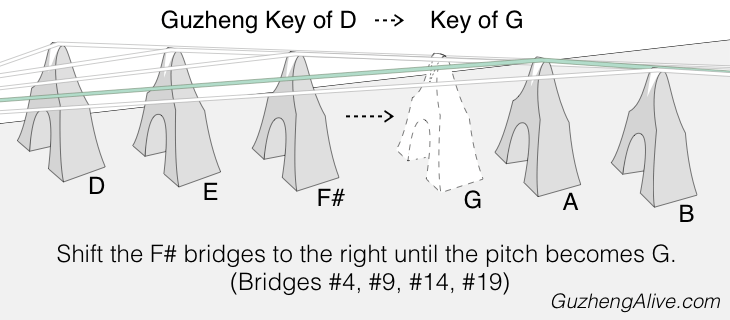 Guzheng Key of D ---> Key of G
D
E
F#
G
A
B
Shift the F# bridges to the right until the pitch becomes G.
(Bridges #4, #9, #14, #19)
GuzhengAlive.com